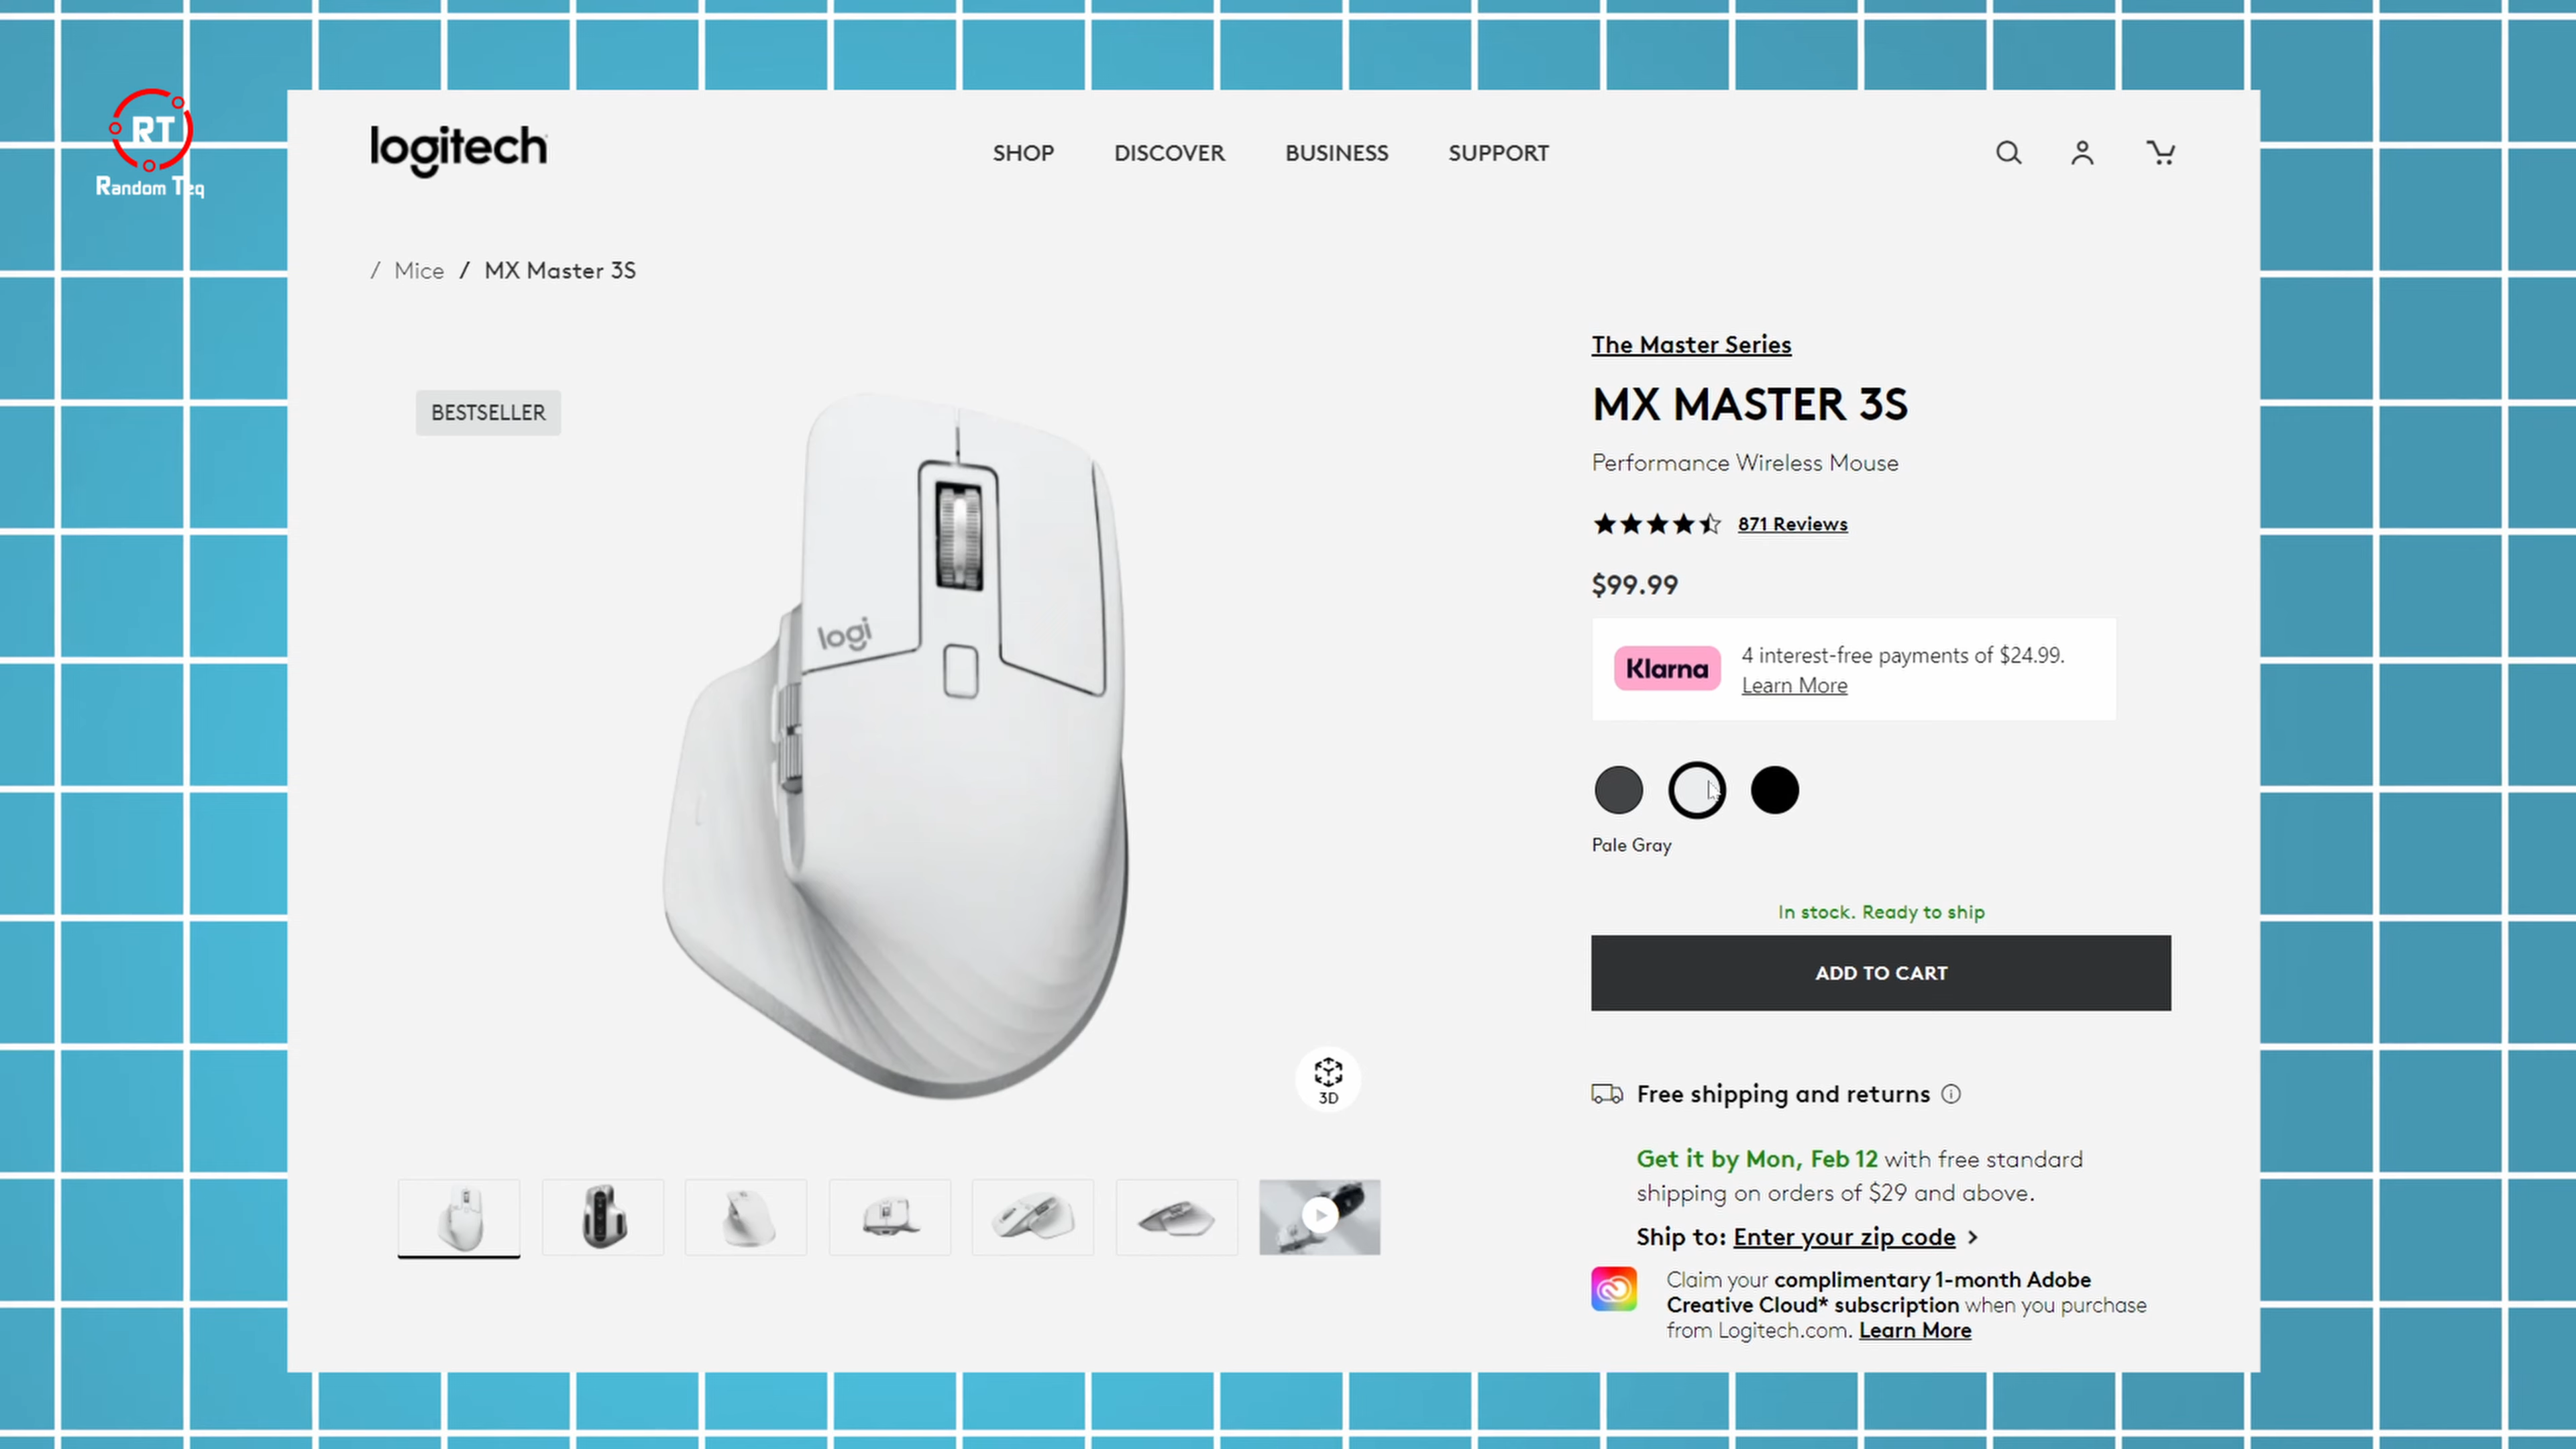 RT
Random Teq
logitech
SHOP DISCOVER BUSINESS SUPPORT
/ Mice / MX Master 3S
BESTSELLER
logi
3D
The Master Series
MX MASTER 3S
Performance Wireless Mouse
871 Reviews
$99.99
Klarna
4 interest-free payments of $24.99.
Learn More
Pale Gray
In stock. Ready to ship
ADD TO CART
Free shipping and returns
Get it by Mon, Feb 12 with free standard
shipping on orders of $29 and above.
Ship to: Enter your zip code >
Claim your complimentary 1-month Adobe
Creative Cloud* subscription when you purchase
from Logitech.com. Learn More